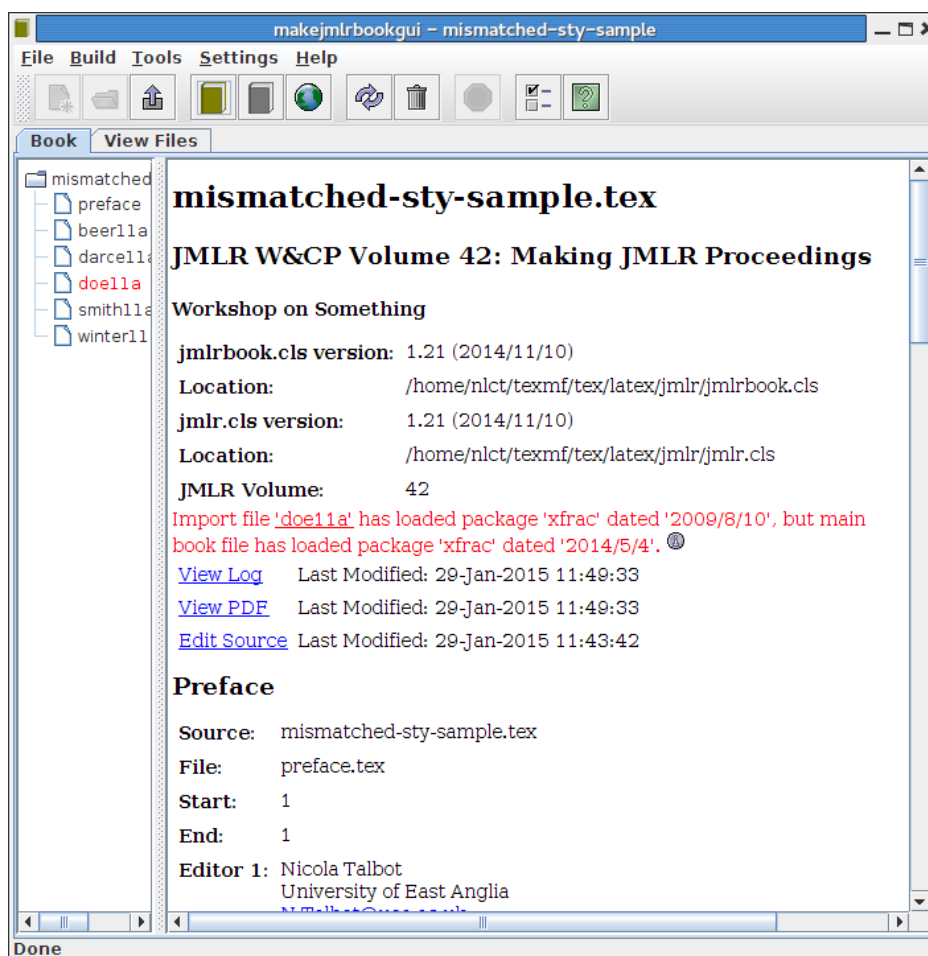 makejmlrbookgui – mismatched-sty-sample
File Build Tools Settings Help
Book View Files
mismatched
preface
beer11a
darcel1a
doe11a
smith11a
winter11
mismatched-sty-sample.tex
JMLR W&CP Volume 42: Making JMLR Proceedings
Workshop on Something
jmlrbook.cls version: 1.21 (2014/11/10)
Location: /home/nlct/texmf/tex/latex/jmlr/jmlrbook.cls
jmlr.cls version: 1.21 (2014/11/10)
Location: /home/nlct/texmf/tex/latex/jmlr/jmlr.cls
JMLR Volume: 42
Import file 'doe11a' has loaded package 'xfrac' dated '2009/8/10', but main
book file has loaded package 'xfrac' dated '2014/5/4'.
View Log Last Modified: 29-Jan-2015 11:49:33
View PDF Last Modified: 29-Jan-2015 11:49:33
Edit Source Last Modified: 29-Jan-2015 11:43:42
Preface
Source: mismatched-sty-sample.tex
File: preface.tex
Start: 1
End: 1
Editor 1: Nicola Talbot
University of East Anglia
Done